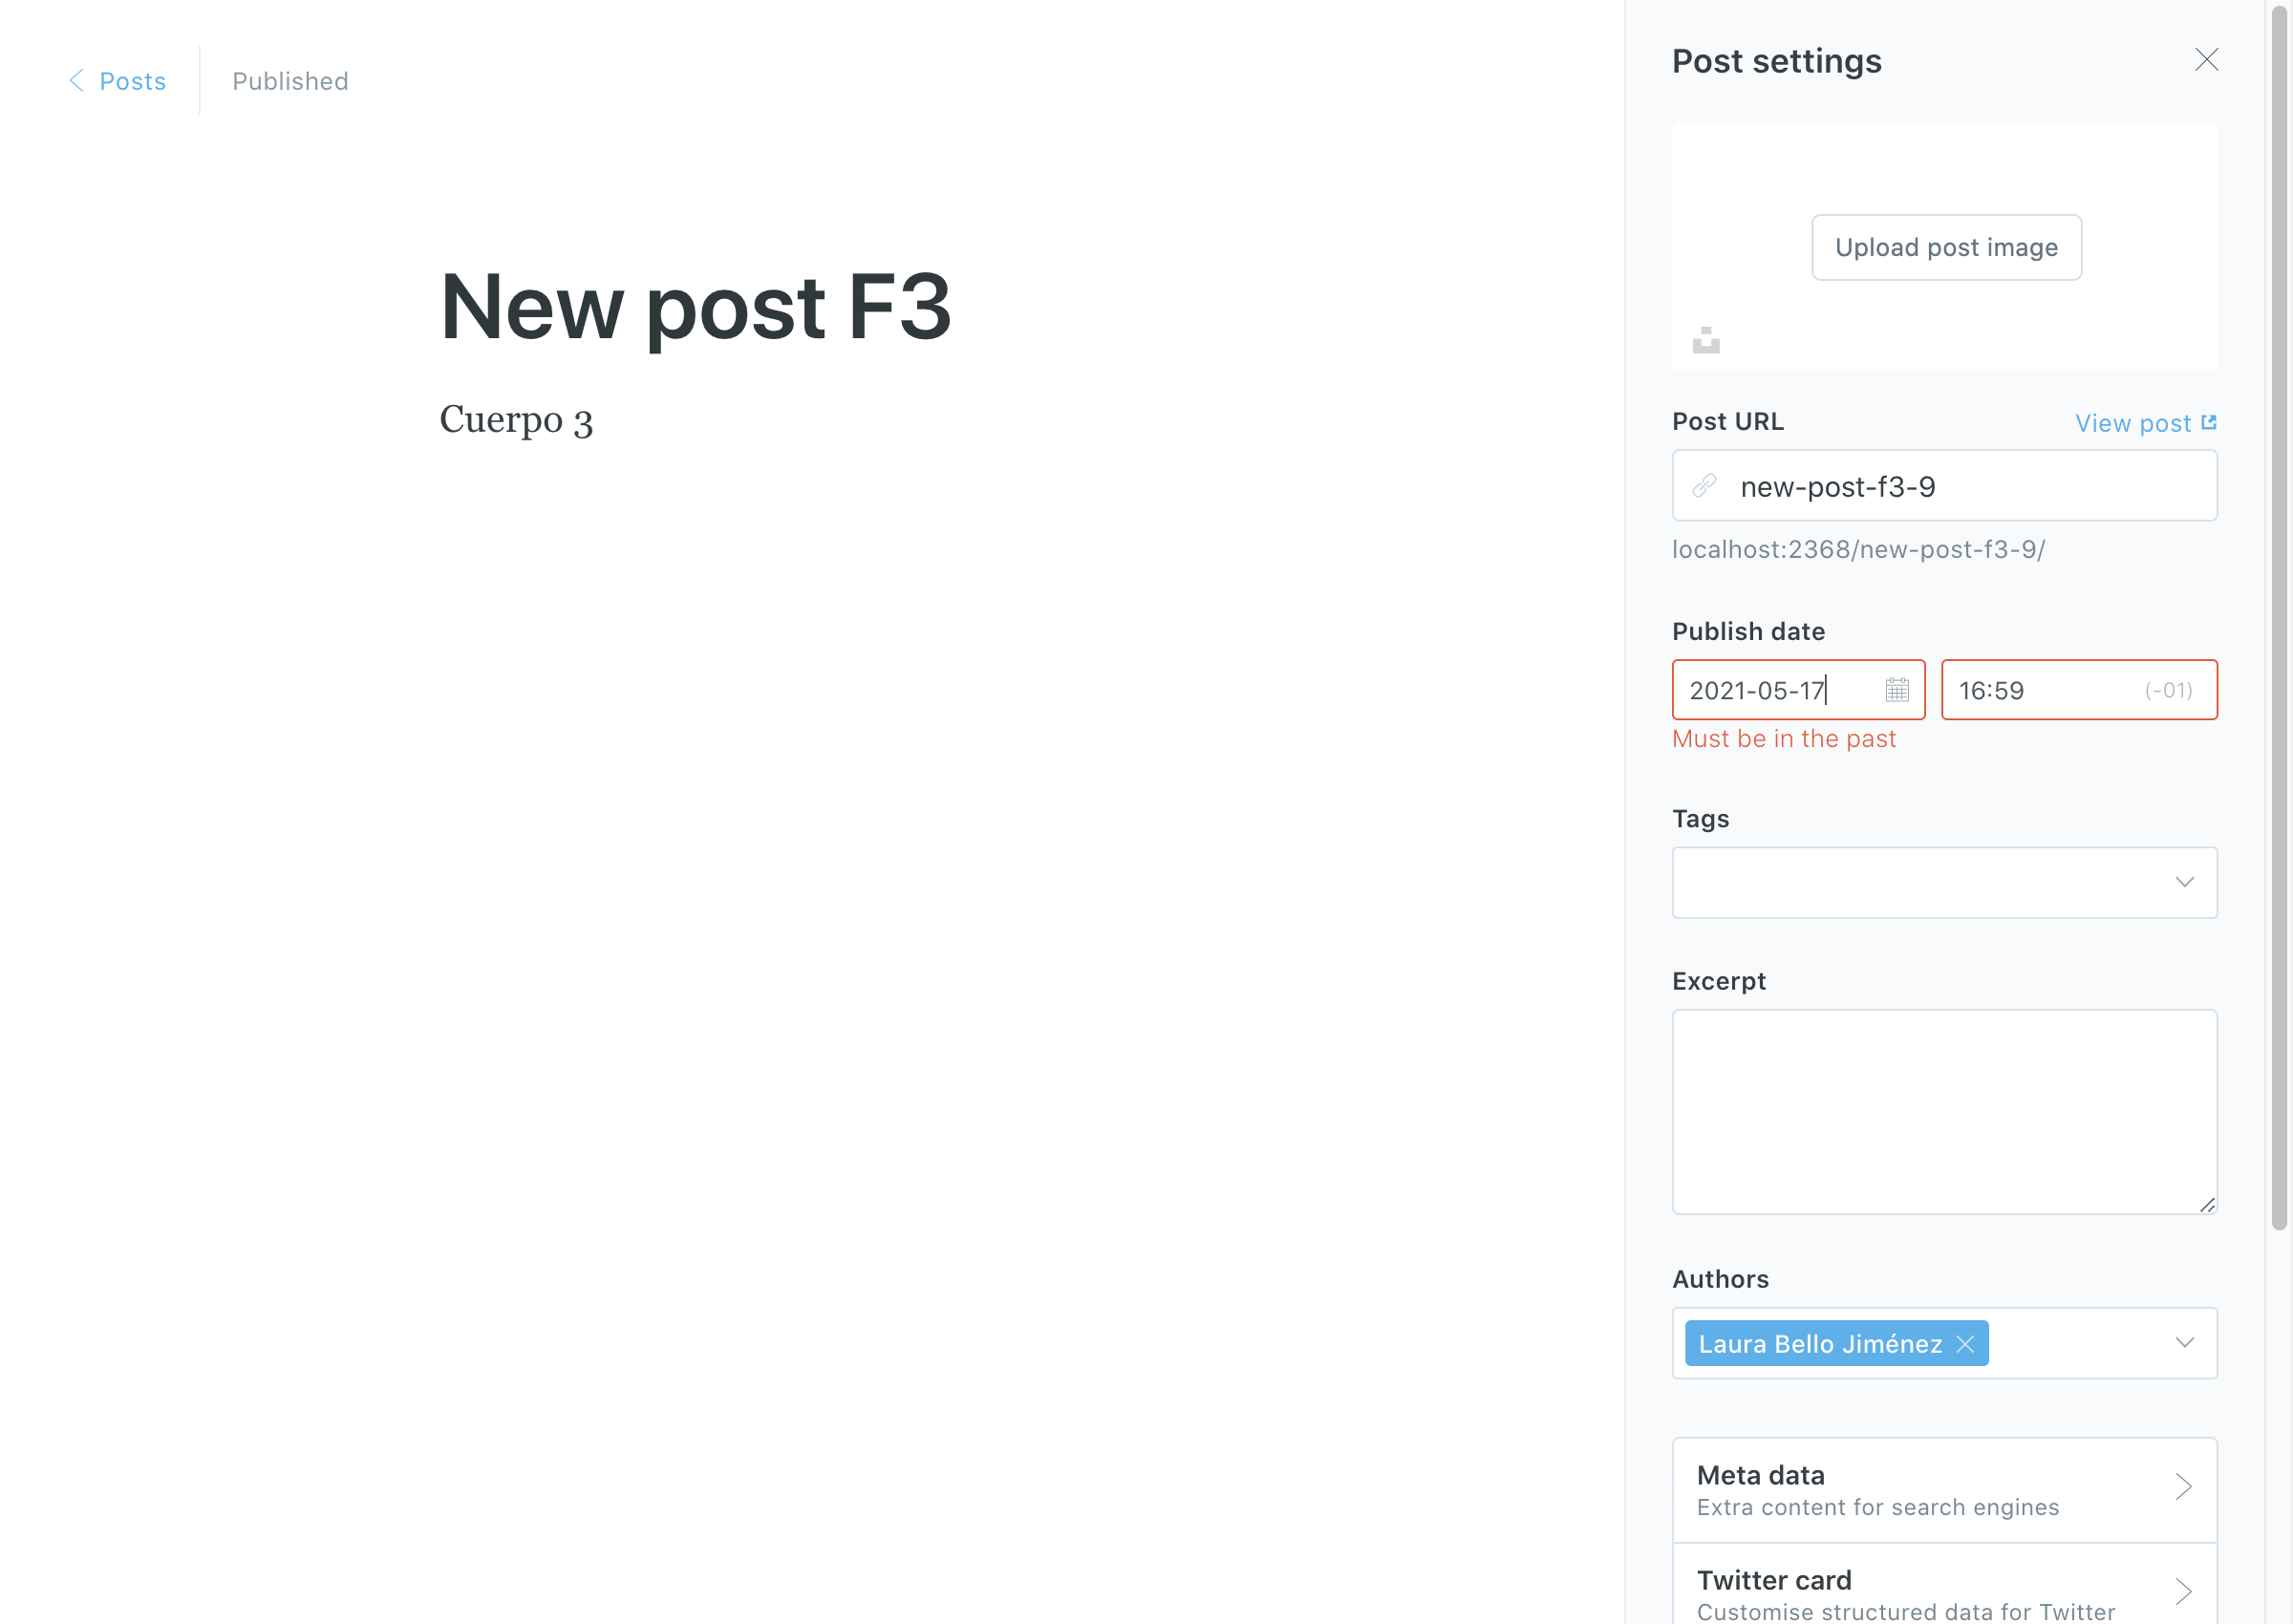 Posts
Published
New post F3
Cuerpo 3
Post settings
Upload post image
Post URL
View post
new-post-f3-9
localhost:2368/new-post-f3-9/
Publish date
2021-05-17
16:59
(-01)
Must be in the past
Tags
Excerpt
Authors
Laura Bello Jiménez
Meta data
Extra content for search engines
Twitter card
Customise structured data for Twitter